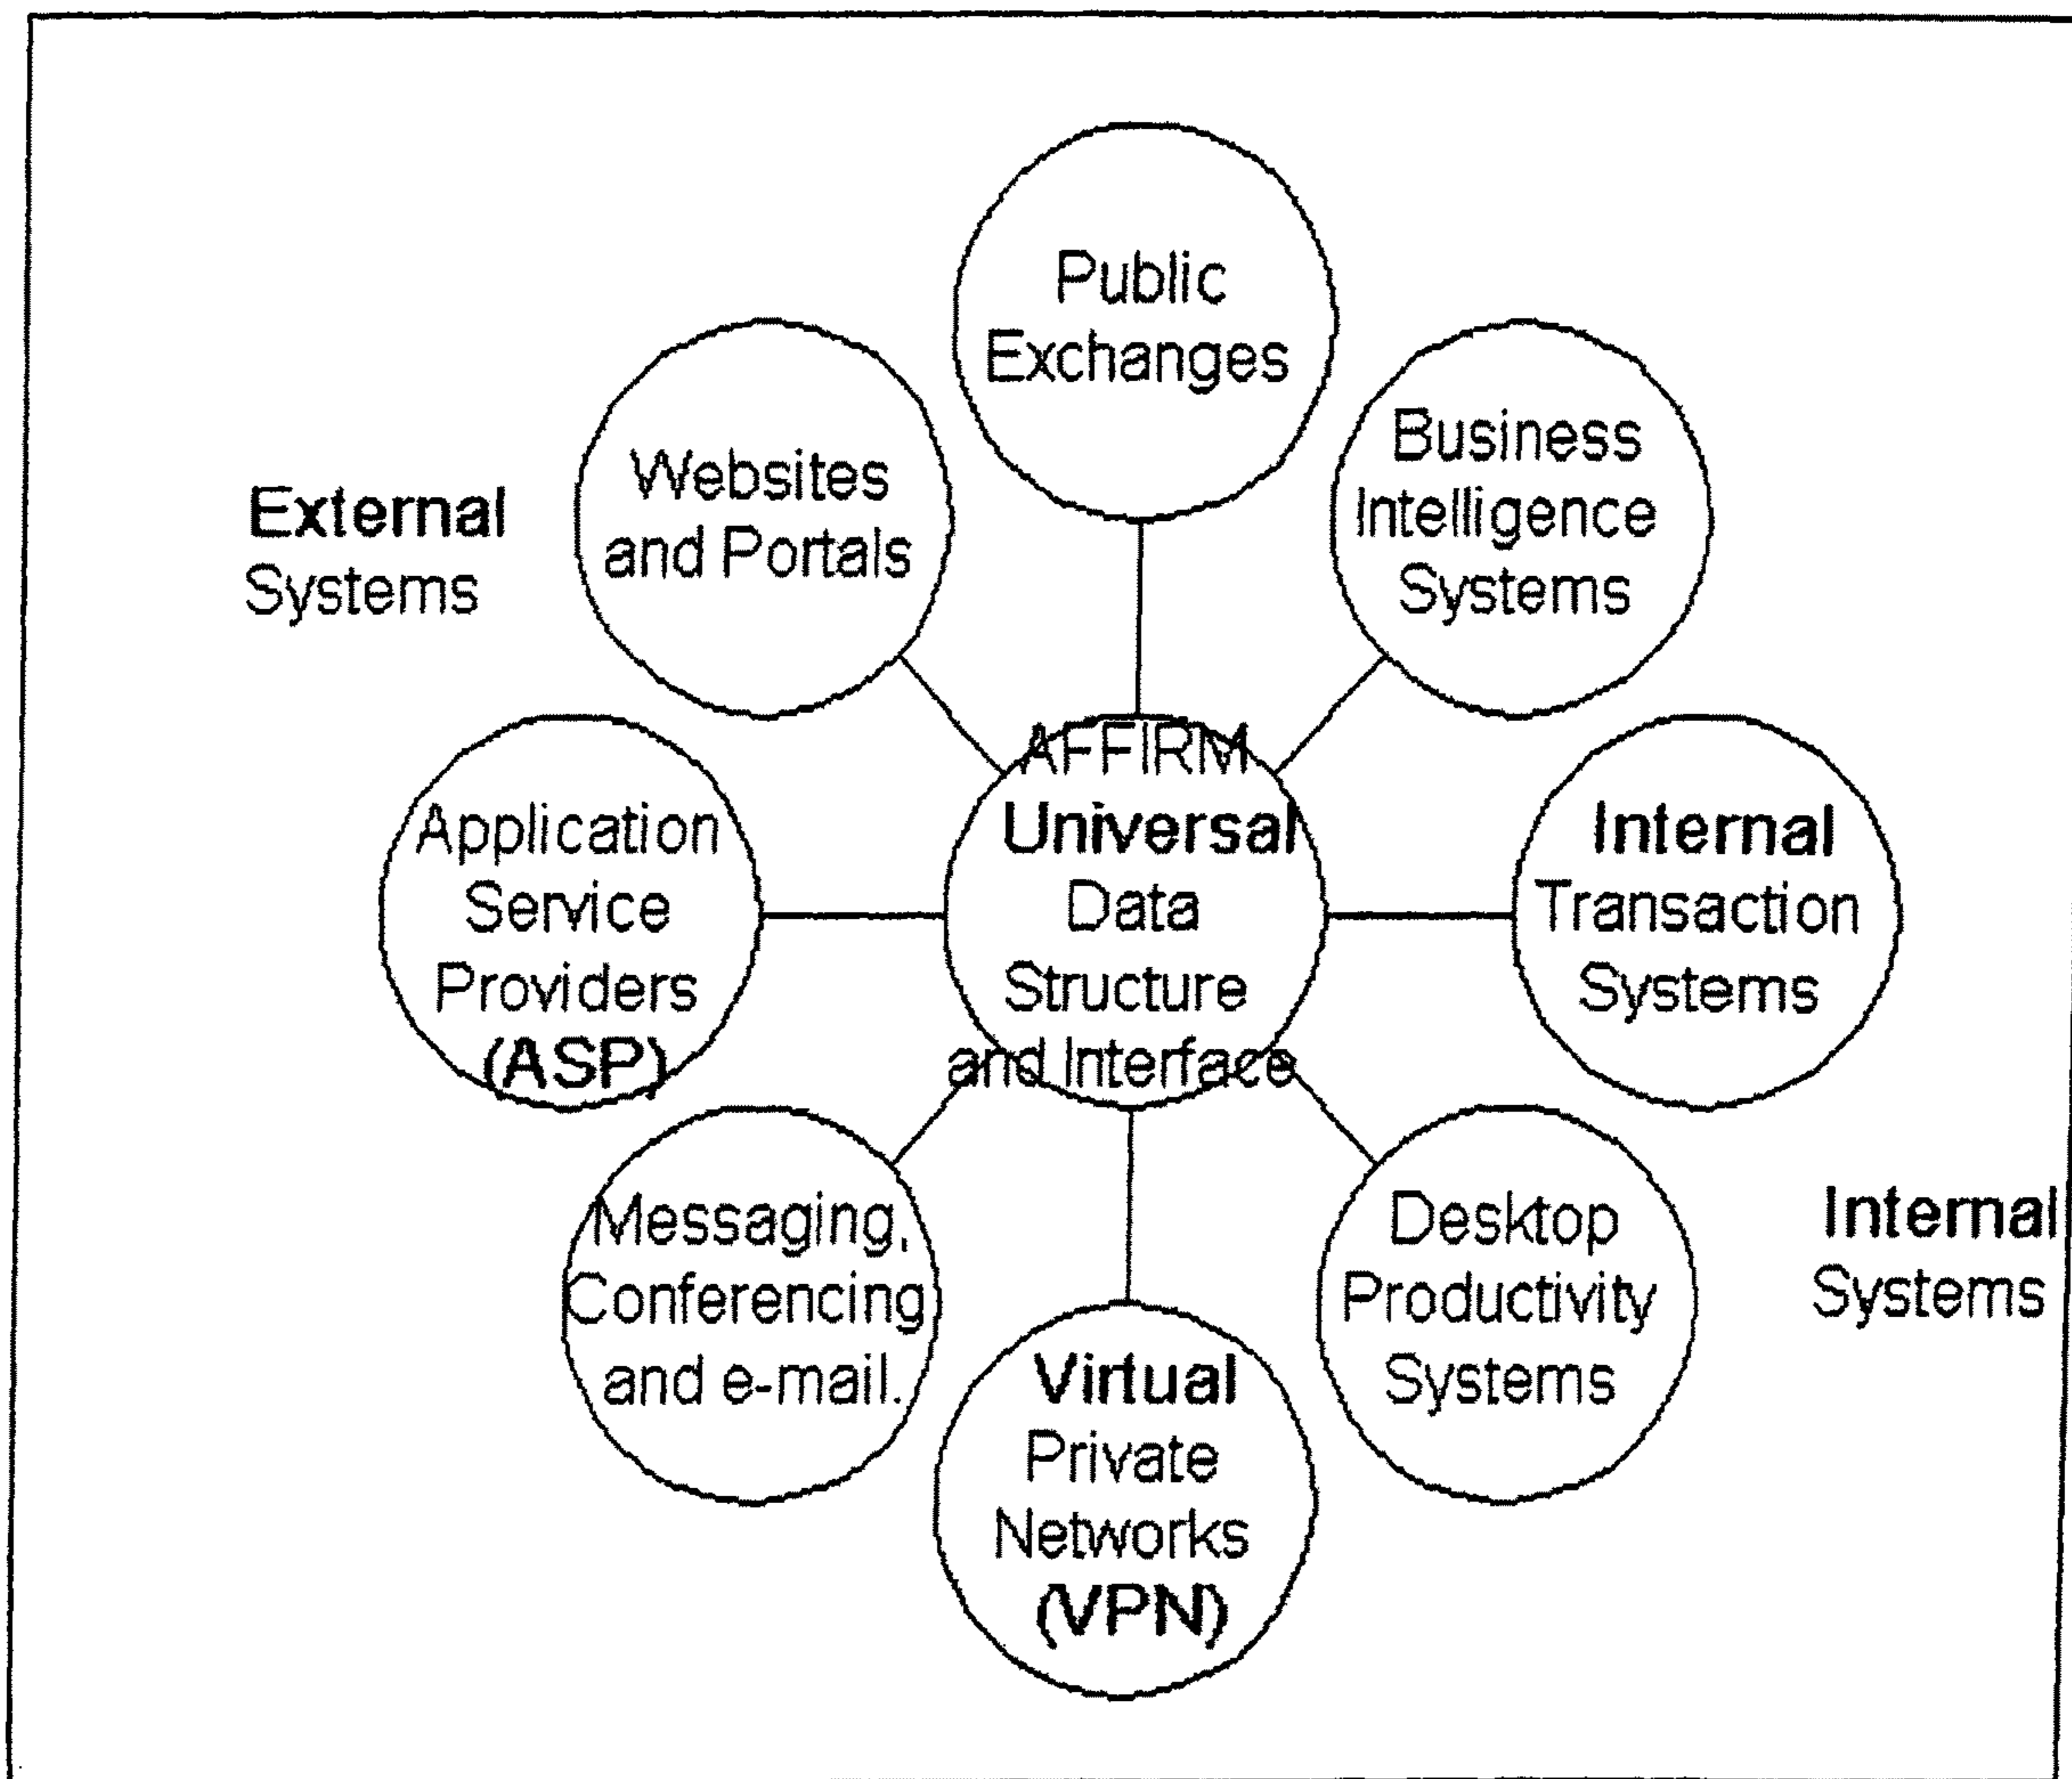 Public
Exchanges
Business
Intelligence
Systems
Websites
and Portals
External
Systems
AFFIRM
Universal
Data
Structure
and Interface
Application
Service
Providers
(ASP)
Internal
Transaction
Systems
Messaging,
Conferencing
and e-mail.
Desktop
Productivity
Systems
Internal
Systems
Virtual
Private
Networks
(VPN)